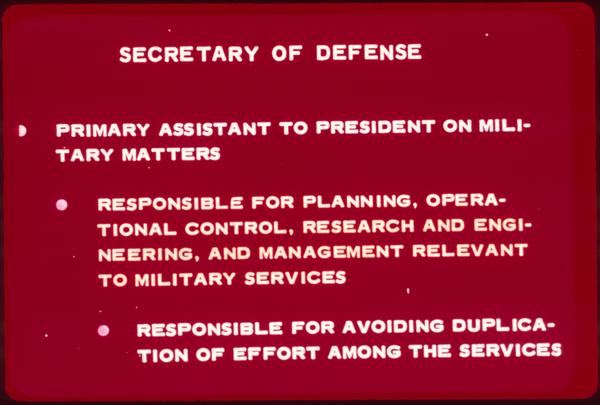 SECRETARY OF DEFENSE
PRIMARY ASSISTANT TO PRESIDENT ON MILI-
TARY MATTERS
RESPONSIBLE FOR PLANNING, OPERA-
TIONAL CONTROL, RESEARCH AND ENGI-
NEERING, AND MANAGEMENT RELEVANT
TO MILITARY SERVICES
RESPONSIBLE FOR AVOIDING DUPLICA-
TION OF EFFORT AMONG THE SERVICES